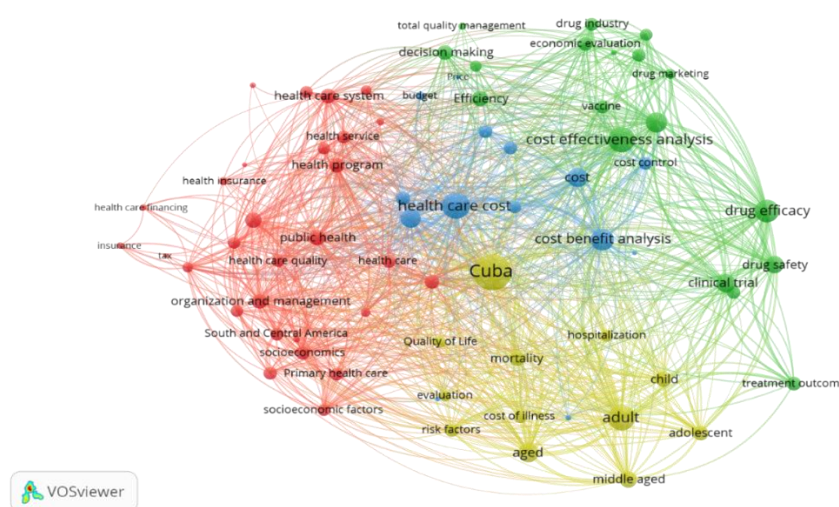 total quality management
drug industry
decision making
economic evaluation
Price
drug marketing
health care system
budget
Efficiency
vaccine
health service
cost effectiveness analysis
health program
cost control
health insurance
cost
health care financing
health care cost
drug efficacy
public health
cost benefit analysis
insurance
tax
health care quality
health care
Cuba
drug safety
clinical trial
organization and management
South and Central America
Quality of Life
hospitalization
socioeconomics
mortality
Primary health care
child
treatment outcom
evaluation
socioeconomic factors
cost of illness
adult
risk factors
adolescent
aged
middle aged
VOSviewer